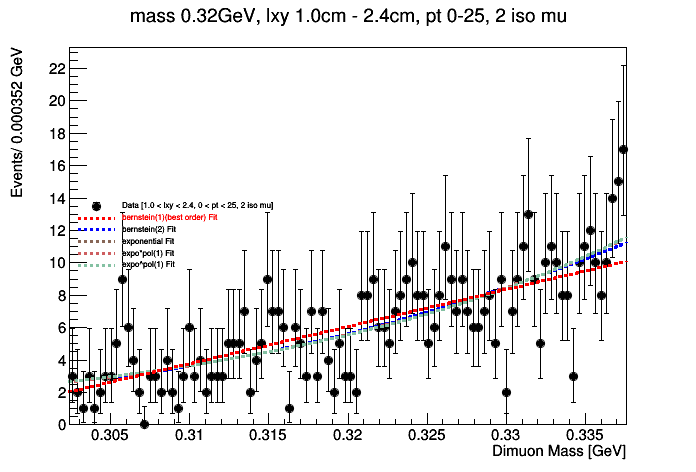 mass 0.32GeV, lxy 1.0cm - 2.4cm, pt 0-25, 2 iso mu
Events/ 0.000352 GeV
22
20
18
16
14
12
10
8
6
4
2
0
Data [1.0 < lxy < 2.4, 0 < pt < 25, 2 iso mu]
bernstein(1)(best order) Fit
bernstein(2) Fit
exponential Fit
expo*pol(1) Fit
expo*pol(1) Fit
0.305 0.31 0.315 0.32 0.325 0.33 0.335
Dimuon Mass [GeV]